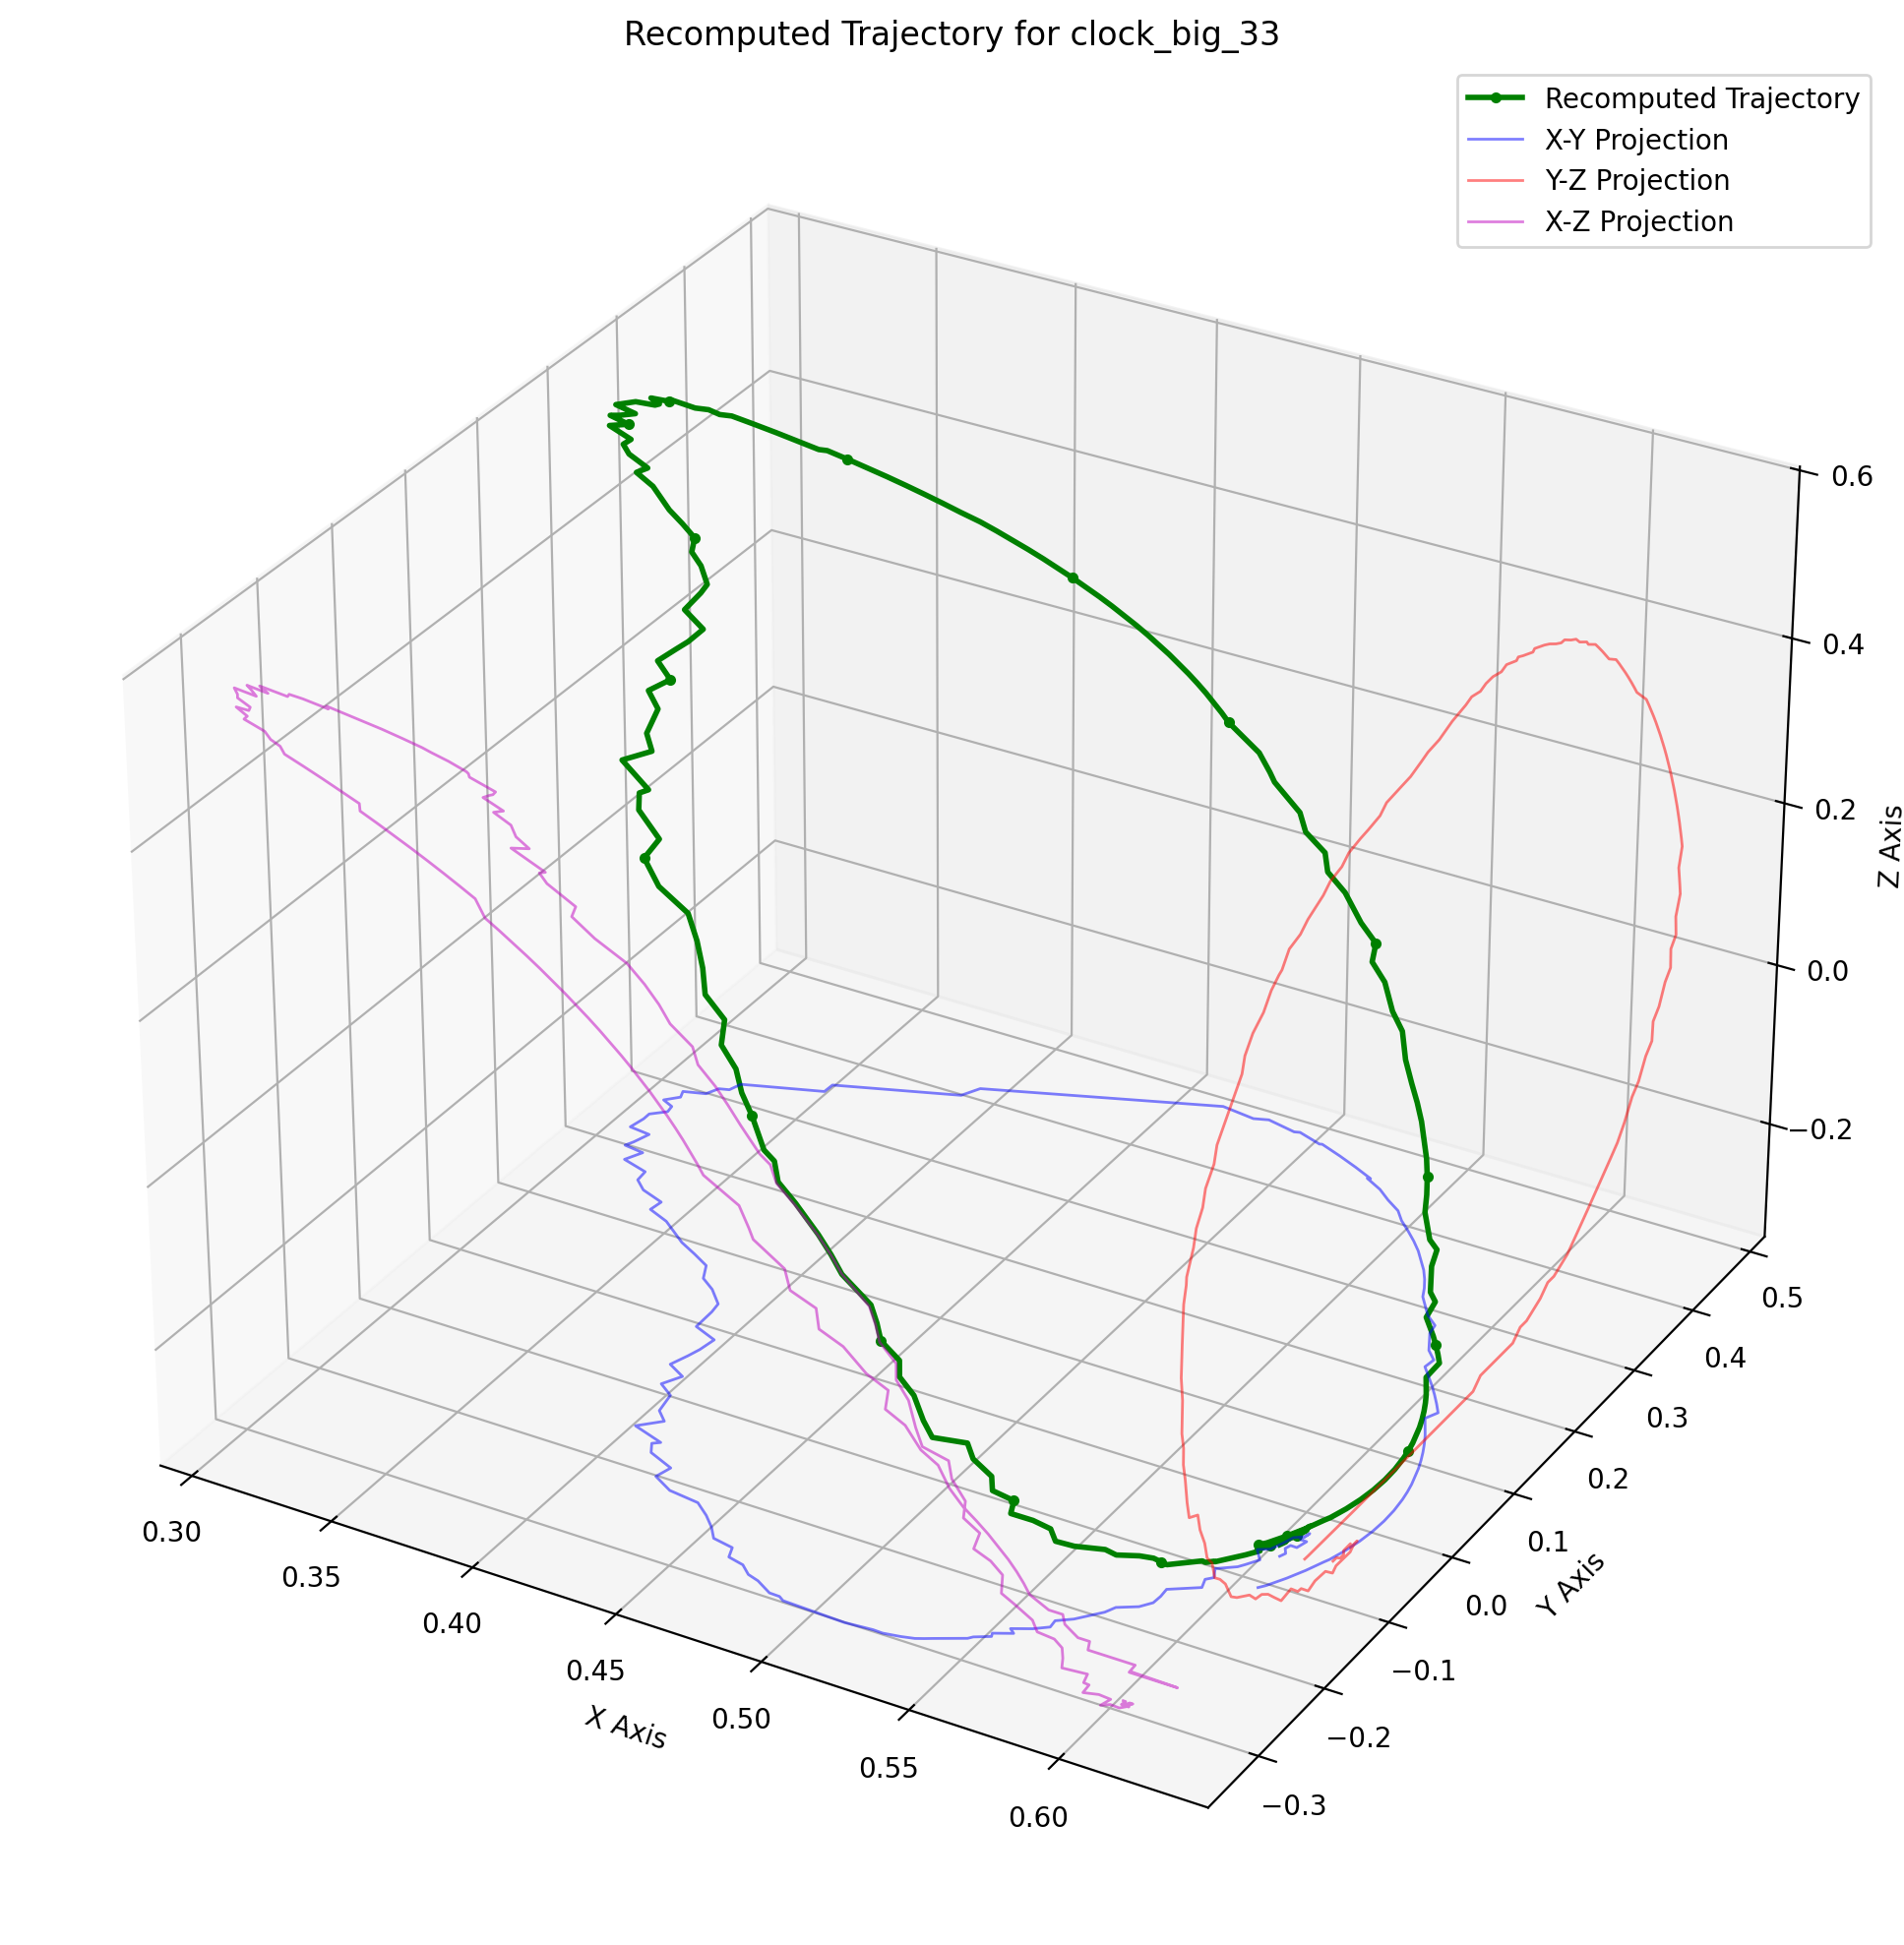 Recomputed Trajectory for clock_big_33
Recomputed Trajectory
X-Y Projection
Y-Z Projection
X-Z Projection
0.6
0.4
0.2
0.0
−0.2
Z Axis
0.5
0.4
0.3
0.2
0.1
0.0
−0.1
−0.2
−0.3
Y Axis
0.30
0.35
0.40
0.45
0.50
0.55
0.60
X Axis